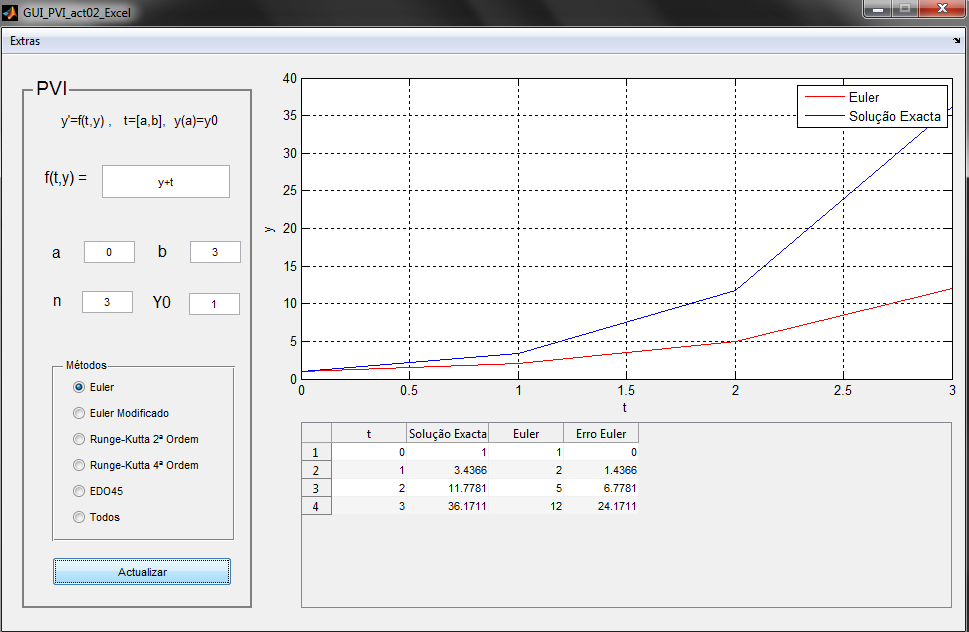 GUI_PVI_act02_Excel
Extras
PVI
y'=f(t,y) , t=[a,b], y(a)=y0
f(t,y) = y+t
a 0 b 3
n 3 Y0 1
Métodos
Euler
Euler Modificado
Runge-Kutta 2ª Ordem
Runge-Kutta 4ª Ordem
EDO45
Todos
Actualizar
40
35
30
25
20
15
10
5
0
y
0 0.5 1 1.5 2 2.5 3
t
Euler
Solução Exacta
t Solução Exacta Euler Erro Euler
1 0 1 1 0
2 1 3.4366 2 1.4366
3 2 11.7781 5 6.7781
4 3 36.1711 12 24.1711